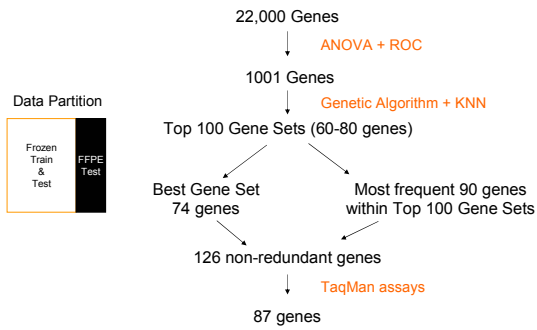 22,000 Genes
ANOVA + ROC
1001 Genes
Data Partition
Genetic Algorithm + KNN
Top 100 Gene Sets (60-80 genes)
Frozen
Train
&
Test
FFPE
Test
Best Gene Set
74 genes
Most frequent 90 genes
within Top 100 Gene Sets
126 non-redundant genes
TaqMan assays
87 genes